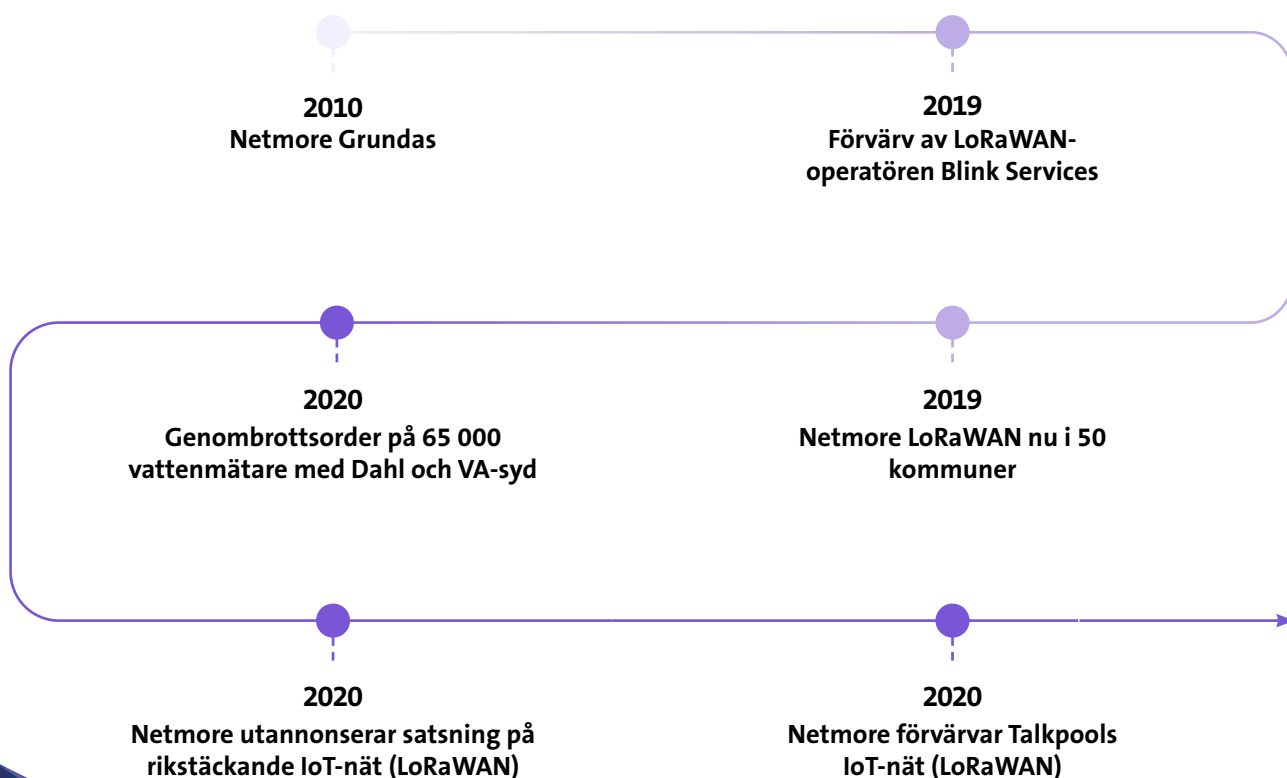 2010
Netmore Grundas
2019
Förvärv av LoRaWAN-
operatören Blink Services
2019
Netmore LoRaWAN nu i 50
kommuner
2020
Genombrottsorder på 65 000
vattenmätare med Dahl och VA-syd
2020
Netmore utannonserar satsning på
rikstäckande IoT-nät (LoRaWAN)
2020
Netmore förvärvar Talkpools
IoT-nät (LoRaWAN)